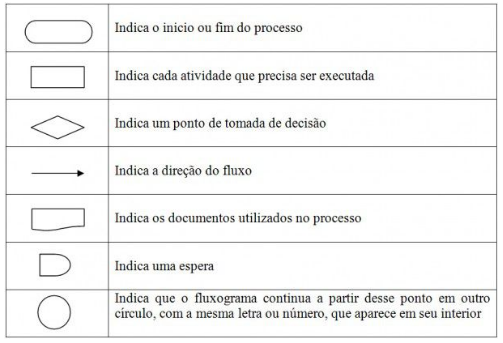 Indica o inicio ou fim do processo
Indica cada atividade que precisa ser executada
Indica um ponto de tomada de decisão
Indica a direção do fluxo
Indica os documentos utilizados no processo
Indica uma espera
Indica que o fluxograma continua a partir desse ponto em outro
círculo, com a mesma letra ou número, que aparece em seu interior